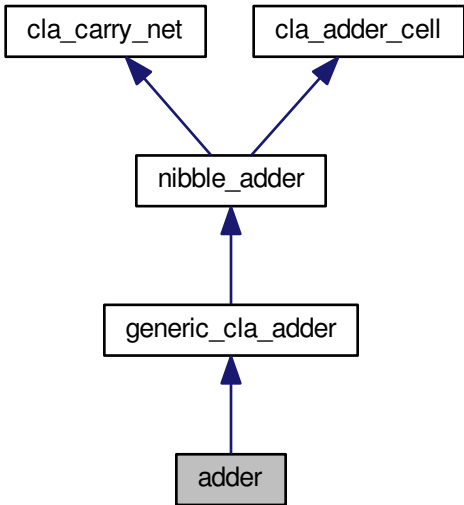 cla_carry_net
cla_adder_cell
nibble_adder
generic_cla_adder
adder